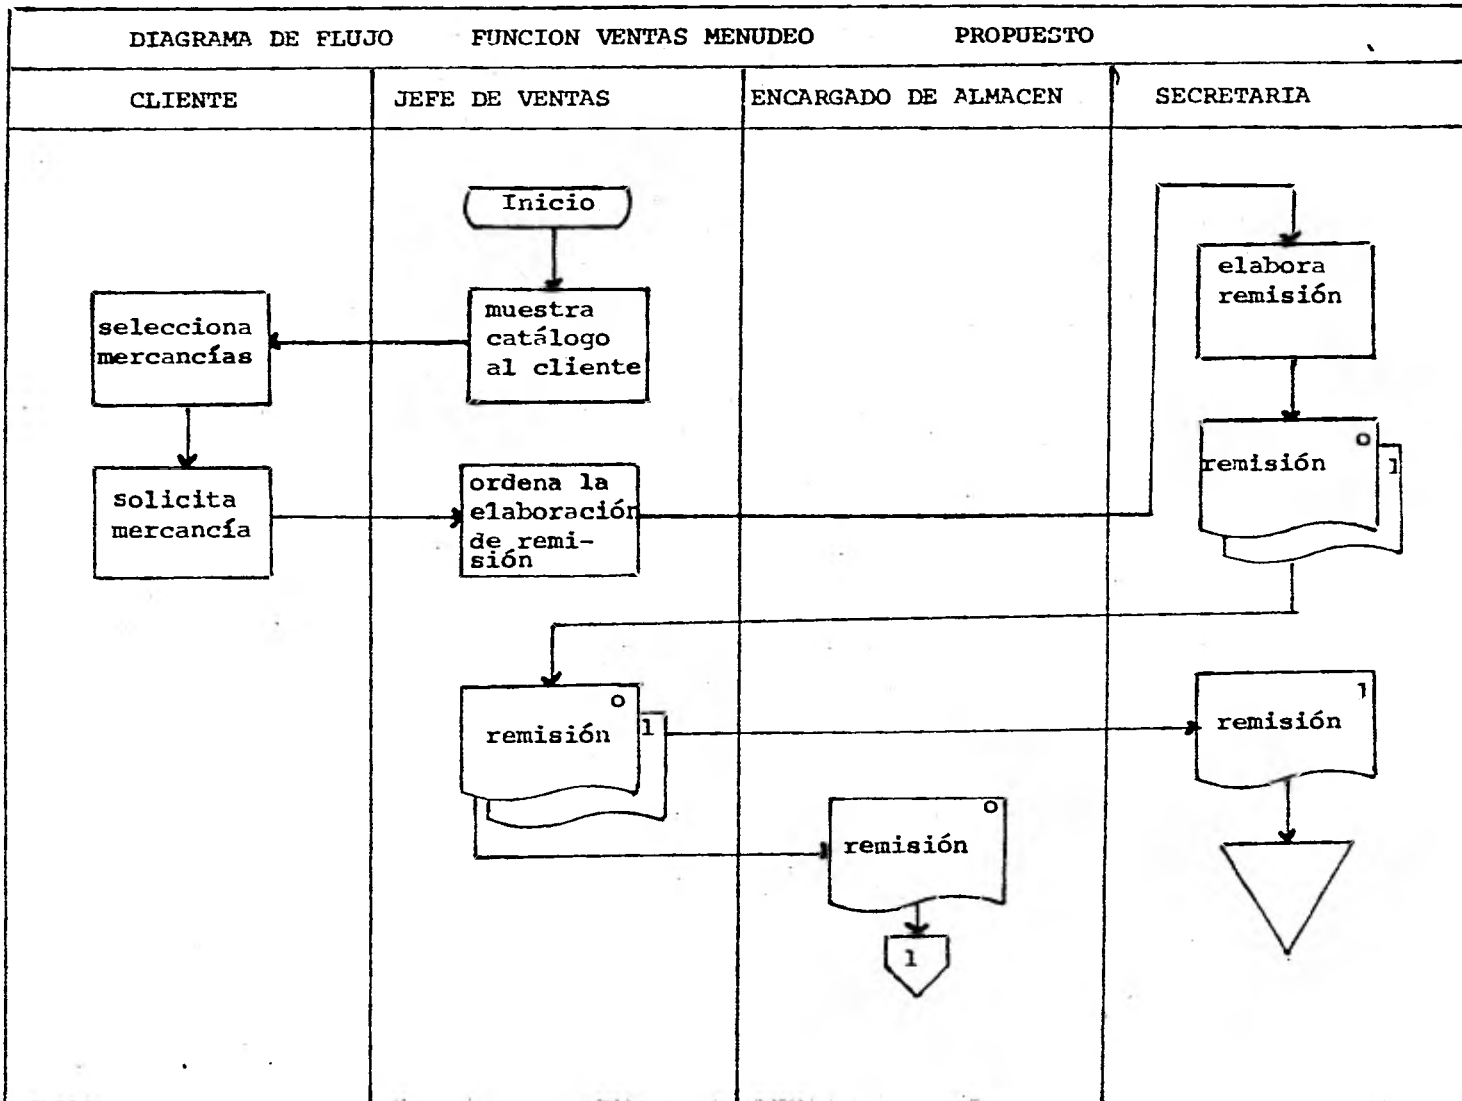 DIAGRAMA DE FLUJO FUNCION VENTAS MENUDEO PROPUESTO
CLIENTE
JEFE DE VENTAS
ENCARGADO DE ALMACEN
SECRETARIA
Inicio
muestra
catálogo
al cliente
selecciona
mercancías
solicita
mercancía
ordena la
elaboración
de remi-
sión
elabora
remisión
remisión
O
1
remisión
O
1
remisión
1
remisión
O
1